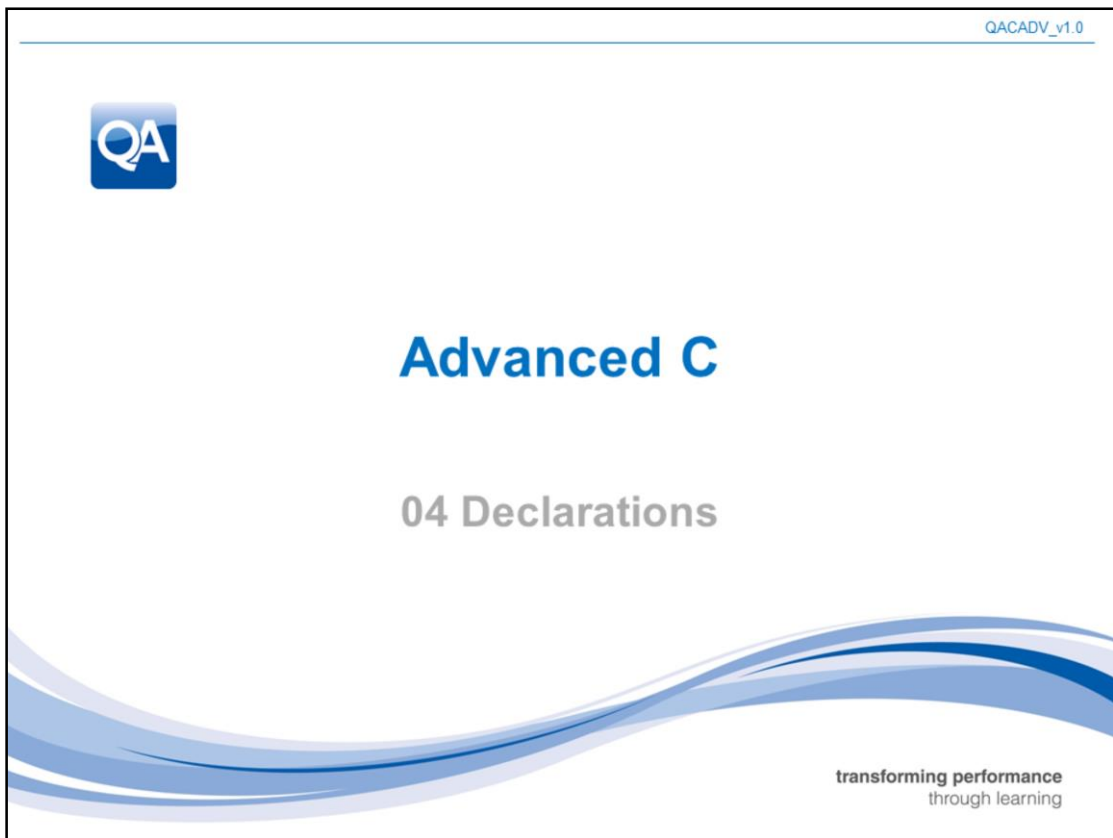 QACADV_v1.0
QA
Advanced C
04 Declarations
transforming performance
through learning